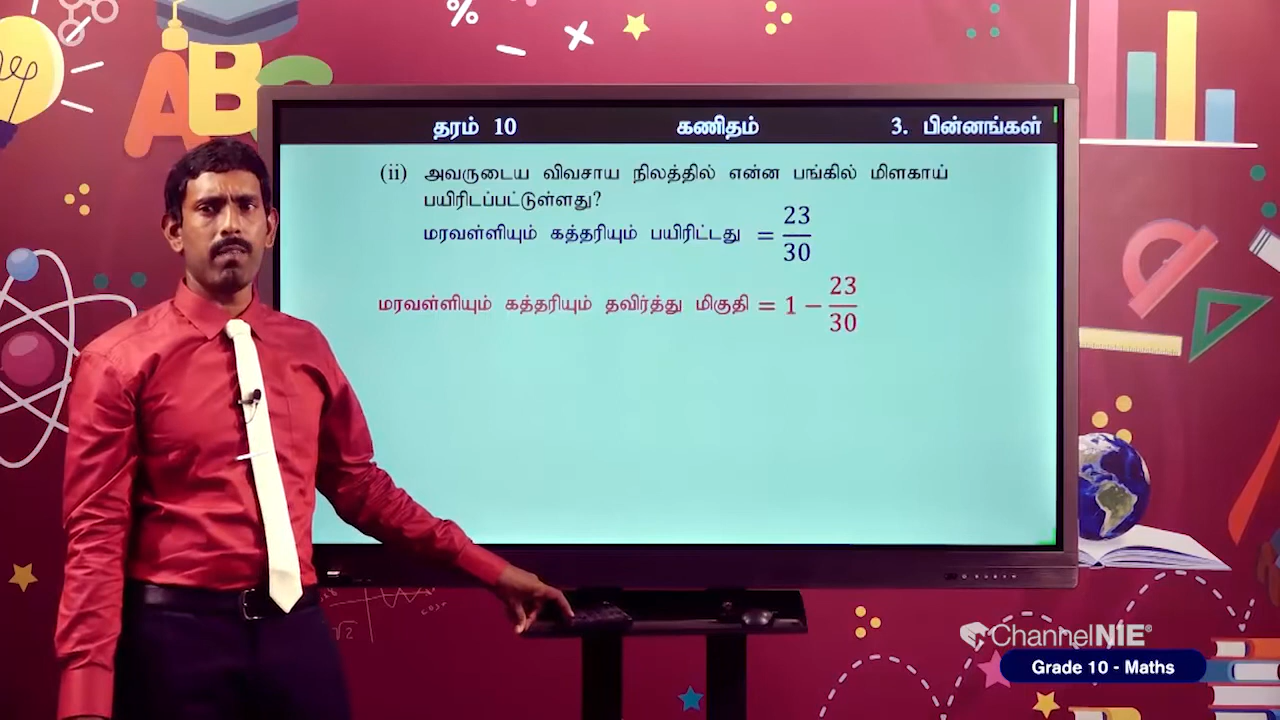 ABC
தரம் 10 கணிதம் 3. பின்னங்கள்
(ii) அவருடைய விவசாய நிலத்தில் என்ன பங்கில் மிளகாய்
பயிரிடப்பட்டுள்ளது?
மரவள்ளியும் கத்தரியும் பயிரிட்டது = 23/30
மரவள்ளியும் கத்தரியும் தவிர்த்து மிகுதி = 1 − 23/30
ChannelNIE®
Grade 10 - Maths